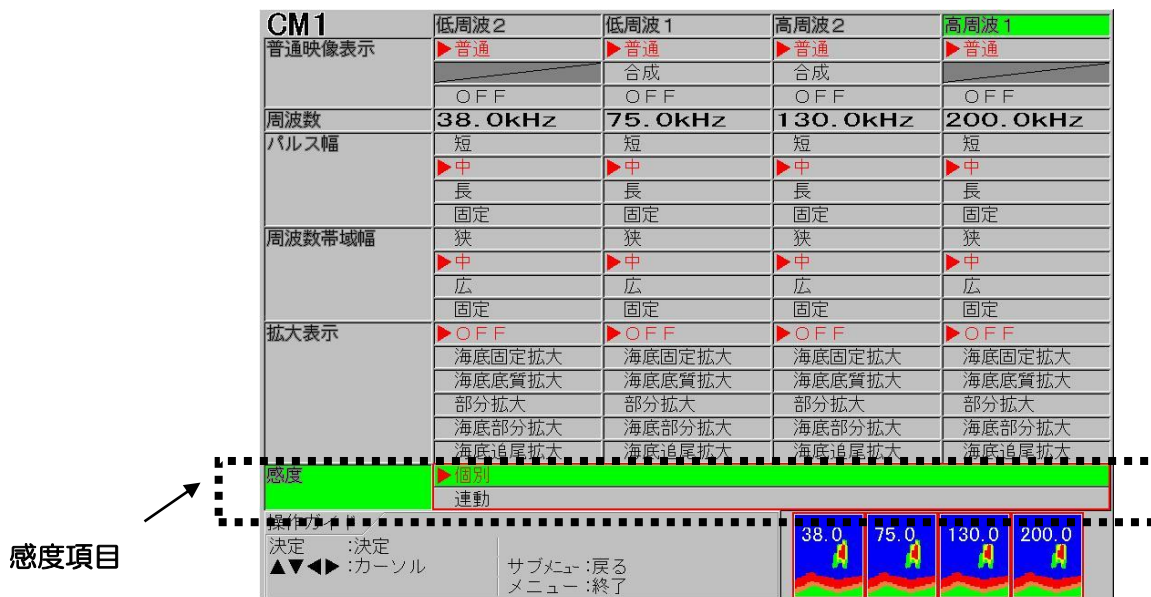 CM1 低周波2 低周波1 高周波2 高周波1
普通映像表示 ▶普通 ▶普通 ▶普通 ▶普通
合成 合成
OFF OFF OFF OFF
周波数 38.0kHz 75.0kHz 130.0kHz 200.0kHz
パルス幅 短 短 短 短
▶中 ▶中 ▶中 ▶中
長 長 長 長
固定 固定 固定 固定
周波数帯域幅 狭 狭 狭 狭
▶中 ▶中 ▶中 ▶中
広 広 広 広
固定 固定 固定 固定
拡大表示 ▶OFF ▶OFF ▶OFF ▶OFF
海底固定拡大 海底固定拡大 海底固定拡大 海底固定拡大
海底底質拡大 海底底質拡大 海底底質拡大 海底底質拡大
部分拡大 部分拡大 部分拡大 部分拡大
海底部分拡大 海底部分拡大 海底部分拡大 海底部分拡大
海底追尾拡大 海底追尾拡大 海底追尾拡大 海底追尾拡大
感度 ▶個別
連動
操作ガイド
38.0 75.0 130.0 200.0
決定 :決定
▲▼◀▶:カーソル サブメニュー:戻る
メニュー:終了
感度項目